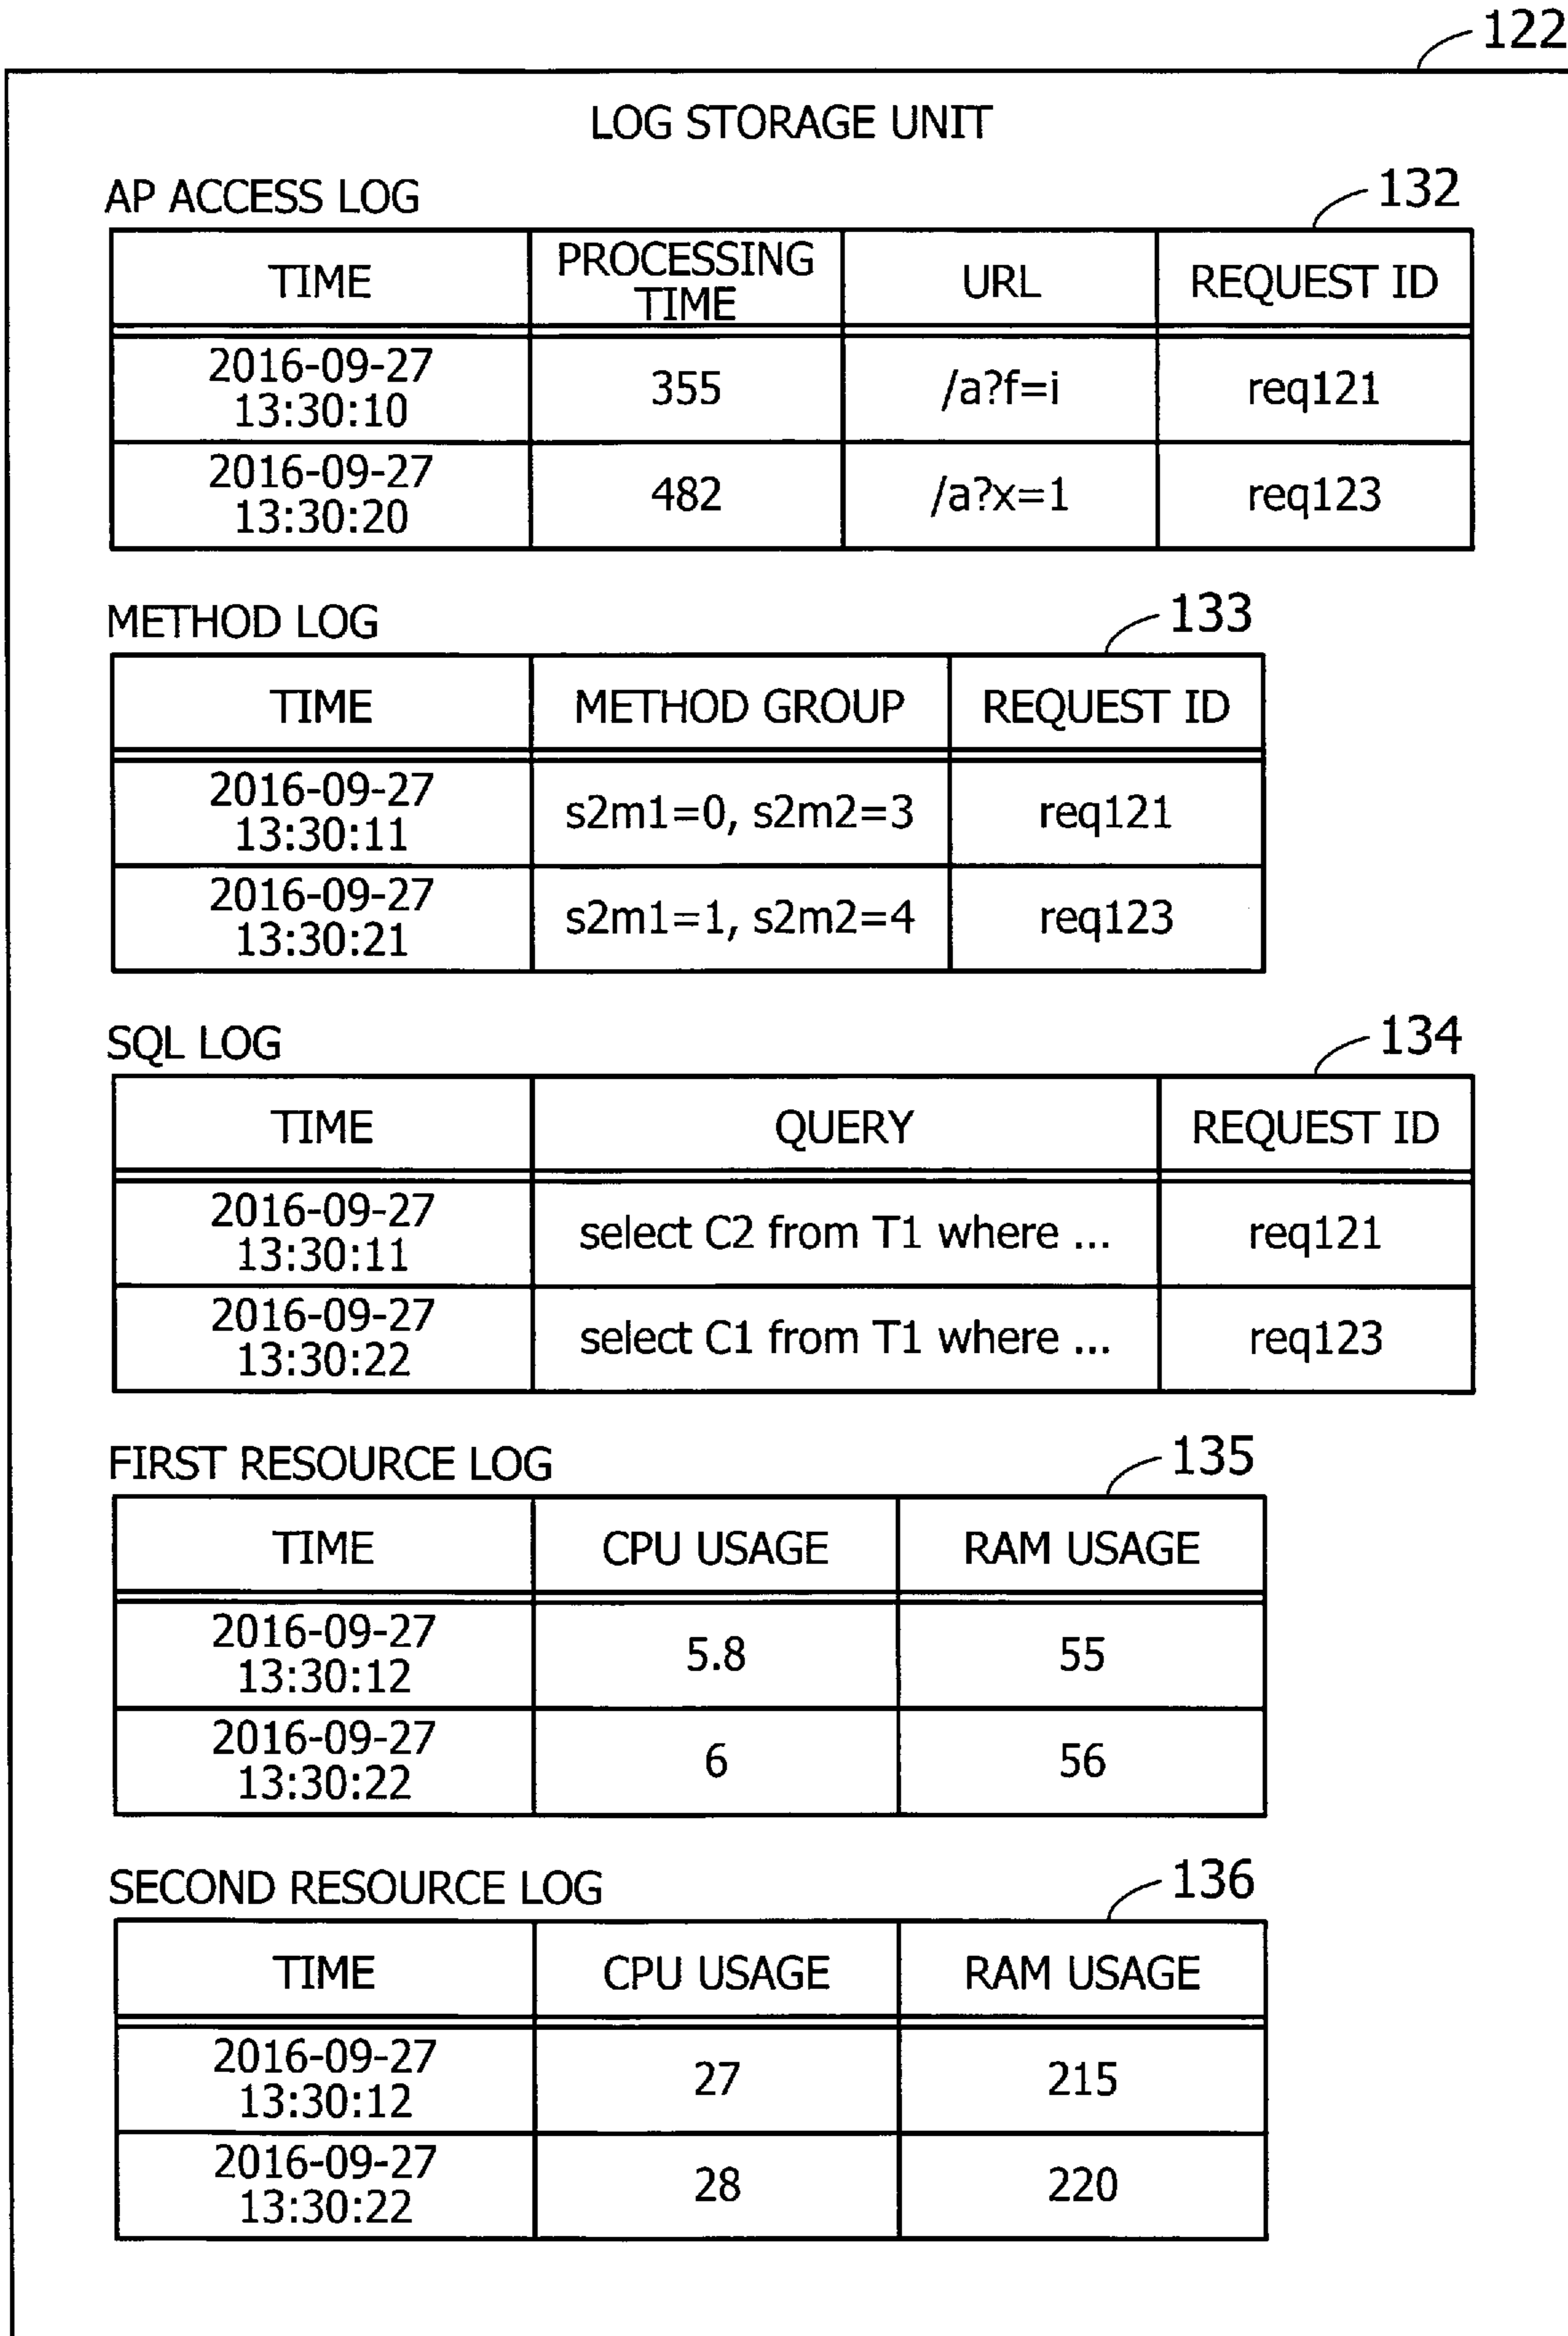 122
LOG STORAGE UNIT
AP ACCESS LOG
132
TIME
PROCESSING
TIME
URL
REQUEST ID
2016-09-27
13:30:10
355
/a?f=i
req121
2016-09-27
13:30:20
482
/a?x=1
req123
METHOD LOG
133
TIME
METHOD GROUP
REQUEST ID
2016-09-27
13:30:11
s2m1=0, s2m2=3
req121
2016-09-27
13:30:21
s2m1=1, s2m2=4
req123
SQL LOG
134
TIME
QUERY
REQUEST ID
2016-09-27
13:30:11
select C2 from T1 where ...
req121
2016-09-27
13:30:22
select C1 from T1 where ...
req123
FIRST RESOURCE LOG
135
TIME
CPU USAGE
RAM USAGE
2016-09-27
13:30:12
5.8
55
2016-09-27
13:30:22
6
56
SECOND RESOURCE LOG
136
TIME
CPU USAGE
RAM USAGE
2016-09-27
13:30:12
27
215
2016-09-27
13:30:22
28
220